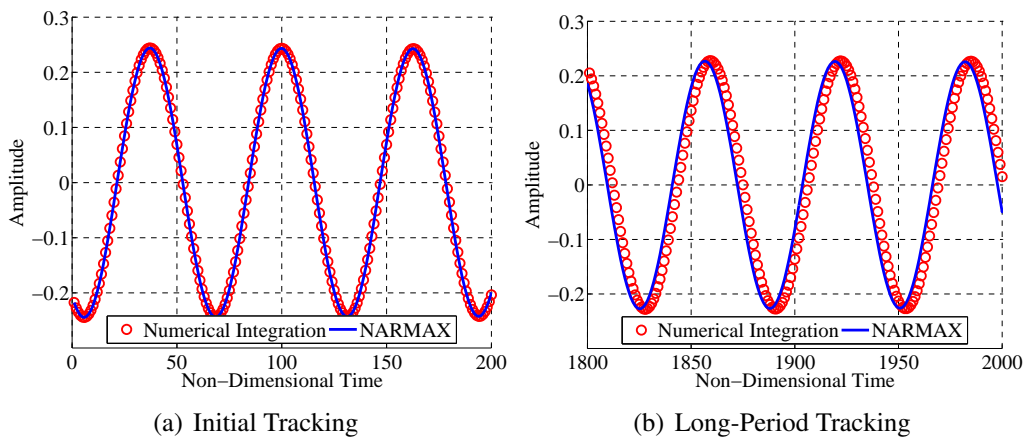 0.3
0.2
0.1
0
−0.1
−0.2
Amplitude
0 50 100 150 200
Non−Dimensional Time
Numerical Integration NARMAX
(a) Initial Tracking
0.3
0.2
0.1
0
−0.1
−0.2
Amplitude
1800 1850 1900 1950 2000
Non−Dimensional Time
Numerical Integration NARMAX
(b) Long-Period Tracking